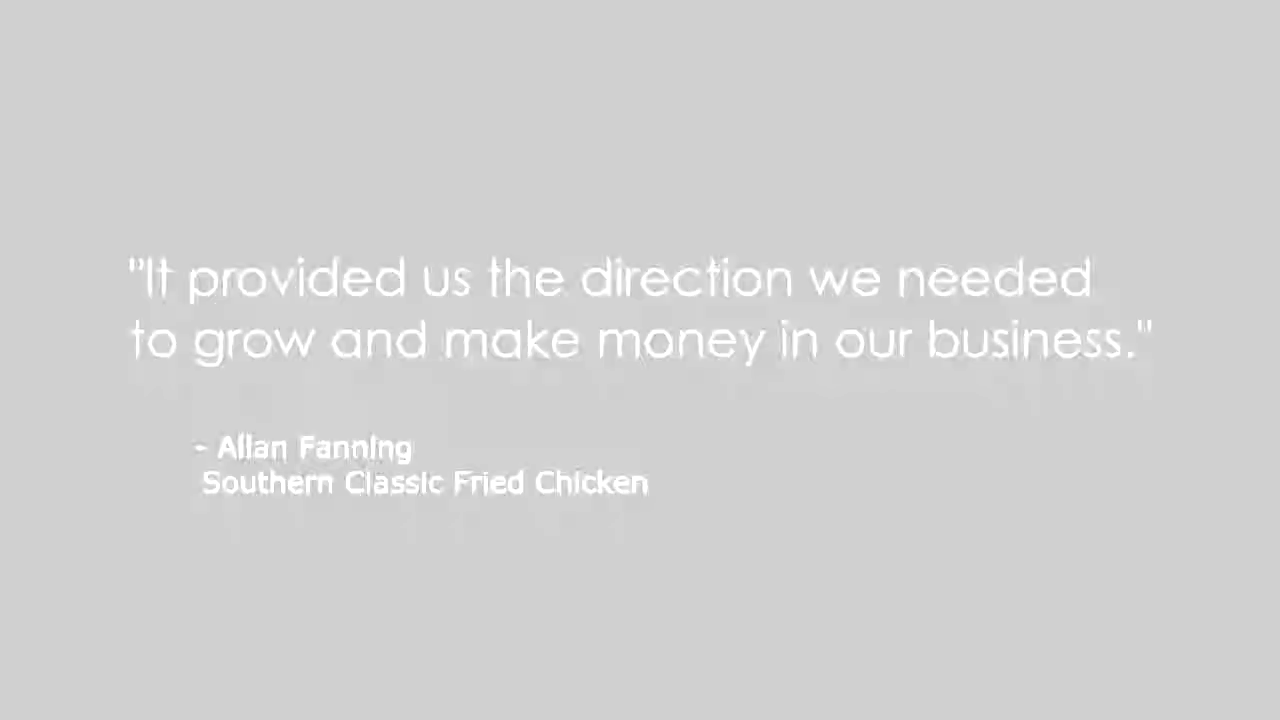 "It provided us the direction we needed
to grow and make money in our business."
- Allan Fanning
Southern Classic Fried Chicken